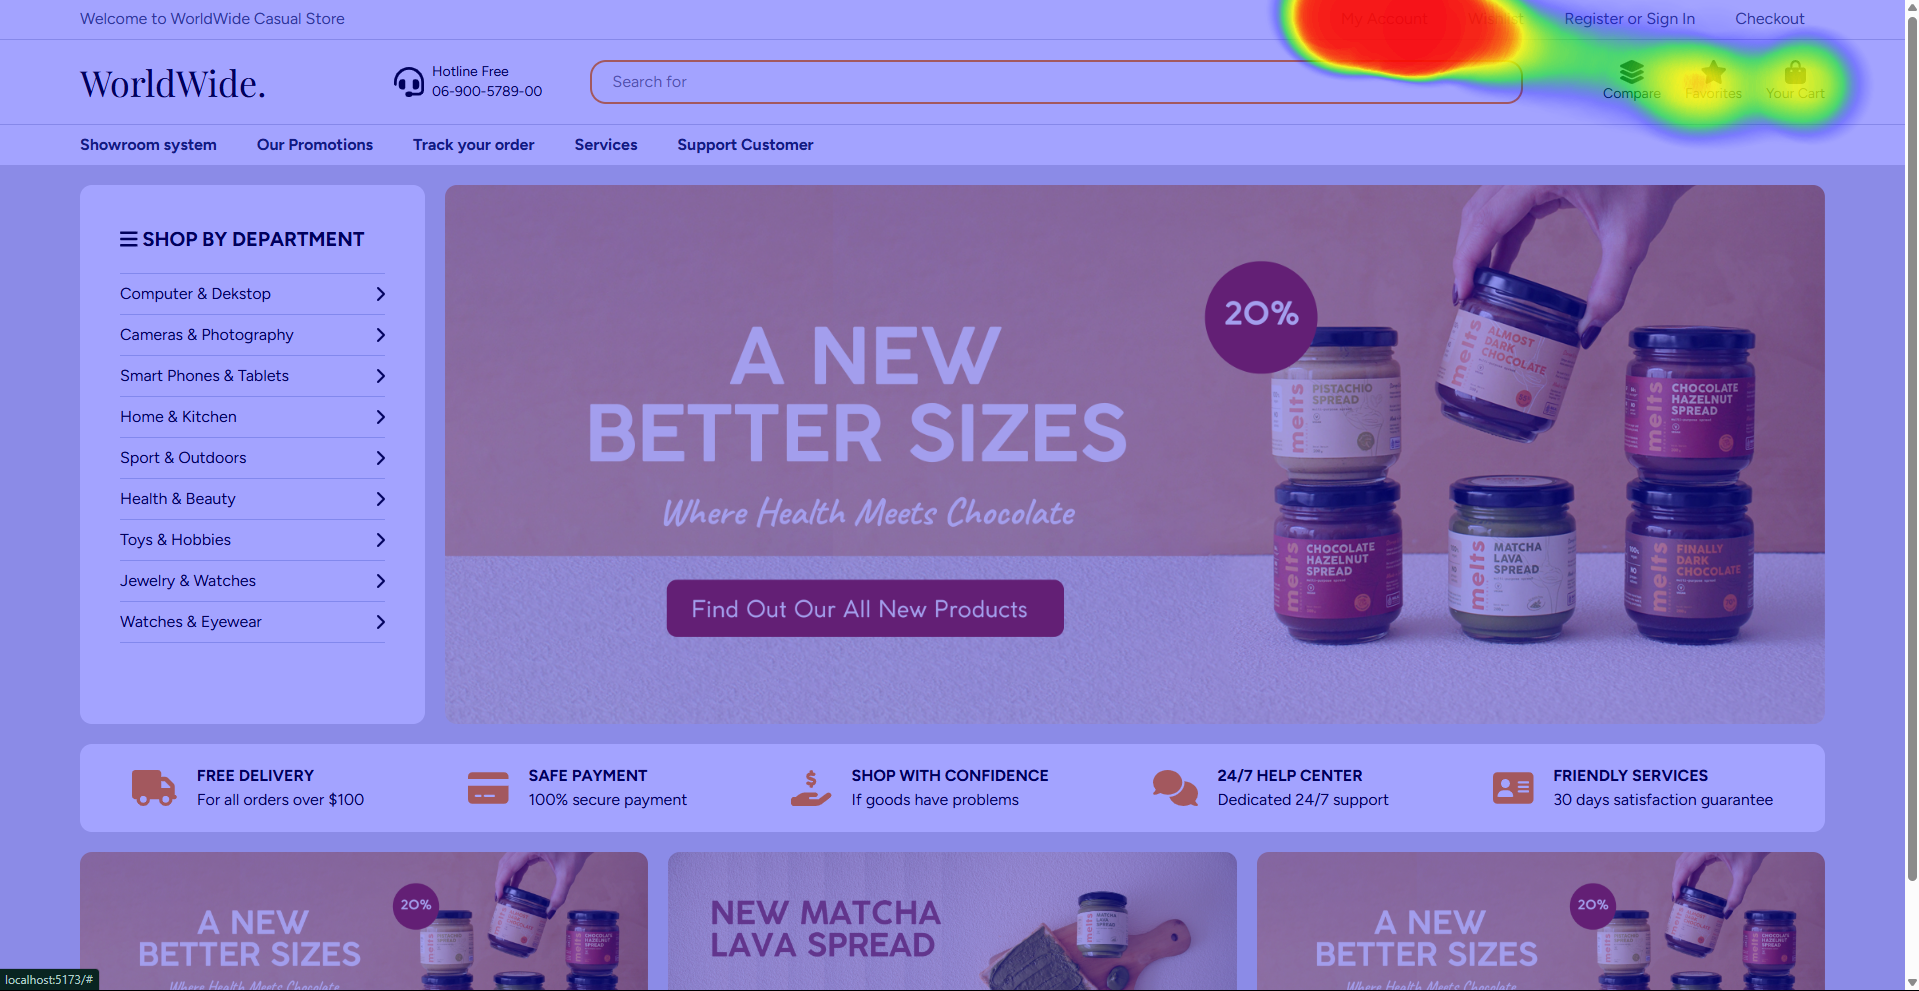 Welcome to WorldWide Casual Store
My Account
Wishlist
Register or Sign In
Checkout
WorldWide.
Hotline Free
06-900-5789-00
Search for
Compare
Favorites
Your Cart
Showroom system
Our Promotions
Track your order
Services
Support Customer
SHOP BY DEPARTMENT
Computer & Dekstop
Cameras & Photography
Smart Phones & Tablets
Home & Kitchen
Sport & Outdoors
Health & Beauty
Toys & Hobbies
Jewelry & Watches
Watches & Eyewear
A NEW
BETTER SIZES
Where Health Meets Chocolate
Find Out Our All New Products
20%
melts
ALMOST
DARK
CHOCOLATE
melts
PISTACHIO
SPREAD
melts
CHOCOLATE
HAZELNUT
SPREAD
melts
CHOCOLATE
HAZELNUT
SPREAD
melts
MATCHA
LAVA
SPREAD
melts
FINALLY
DARK
CHOCOLATE
FREE DELIVERY
For all orders over $100
SAFE PAYMENT
100% secure payment
SHOP WITH CONFIDENCE
If goods have problems
24/7 HELP CENTER
Dedicated 24/7 support
FRIENDLY SERVICES
30 days satisfaction guarantee
A NEW
BETTER SIZES
Where Health Meets Chocolate
20%
NEW MATCHA
LAVA SPREAD
A NEW
BETTER SIZES
Where Health Meets Chocolate
20%
localhost:5173/#